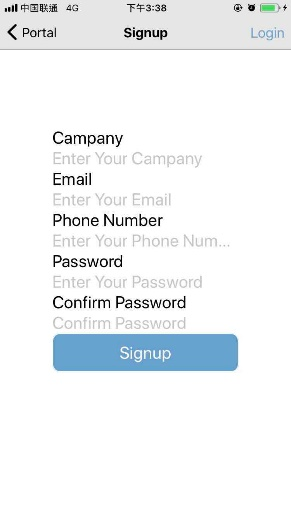 中国联通 4G 下午3:38
Portal Signup Login
Campany
Enter Your Campany
Email
Enter Your Email
Phone Number
Enter Your Phone Num...
Password
Enter Your Password
Confirm Password
Confirm Password
Signup